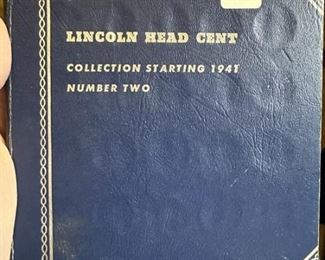 LINCOLN HEAD CENT
COLLECTION STARTING 1941
NUMBER TWO